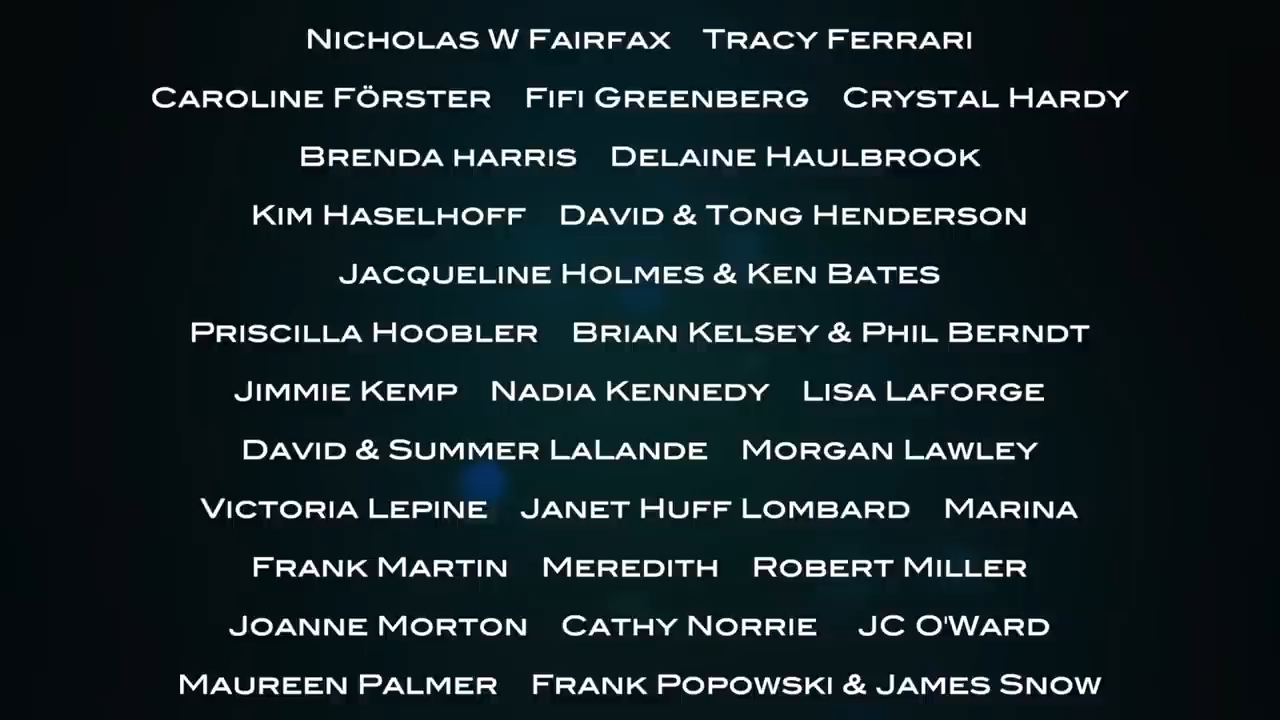 Nicholas W Fairfax Tracy Ferrari
Caroline Förster Fifi Greenberg Crystal Hardy
Brenda harris Delaine Haulbrook
Kim Haselhoff David & Tong Henderson
Jacqueline Holmes & Ken Bates
Priscilla Hoobler Brian Kelsey & Phil Berndt
Jimmie Kemp Nadia Kennedy Lisa Laforge
David & Summer LaLande Morgan Lawley
Victoria Lepine Janet Huff Lombard Marina
Frank Martin Meredith Robert Miller
Joanne Morton Cathy Norrie JC O'Ward
Maureen Palmer Frank Popowski & James Snow